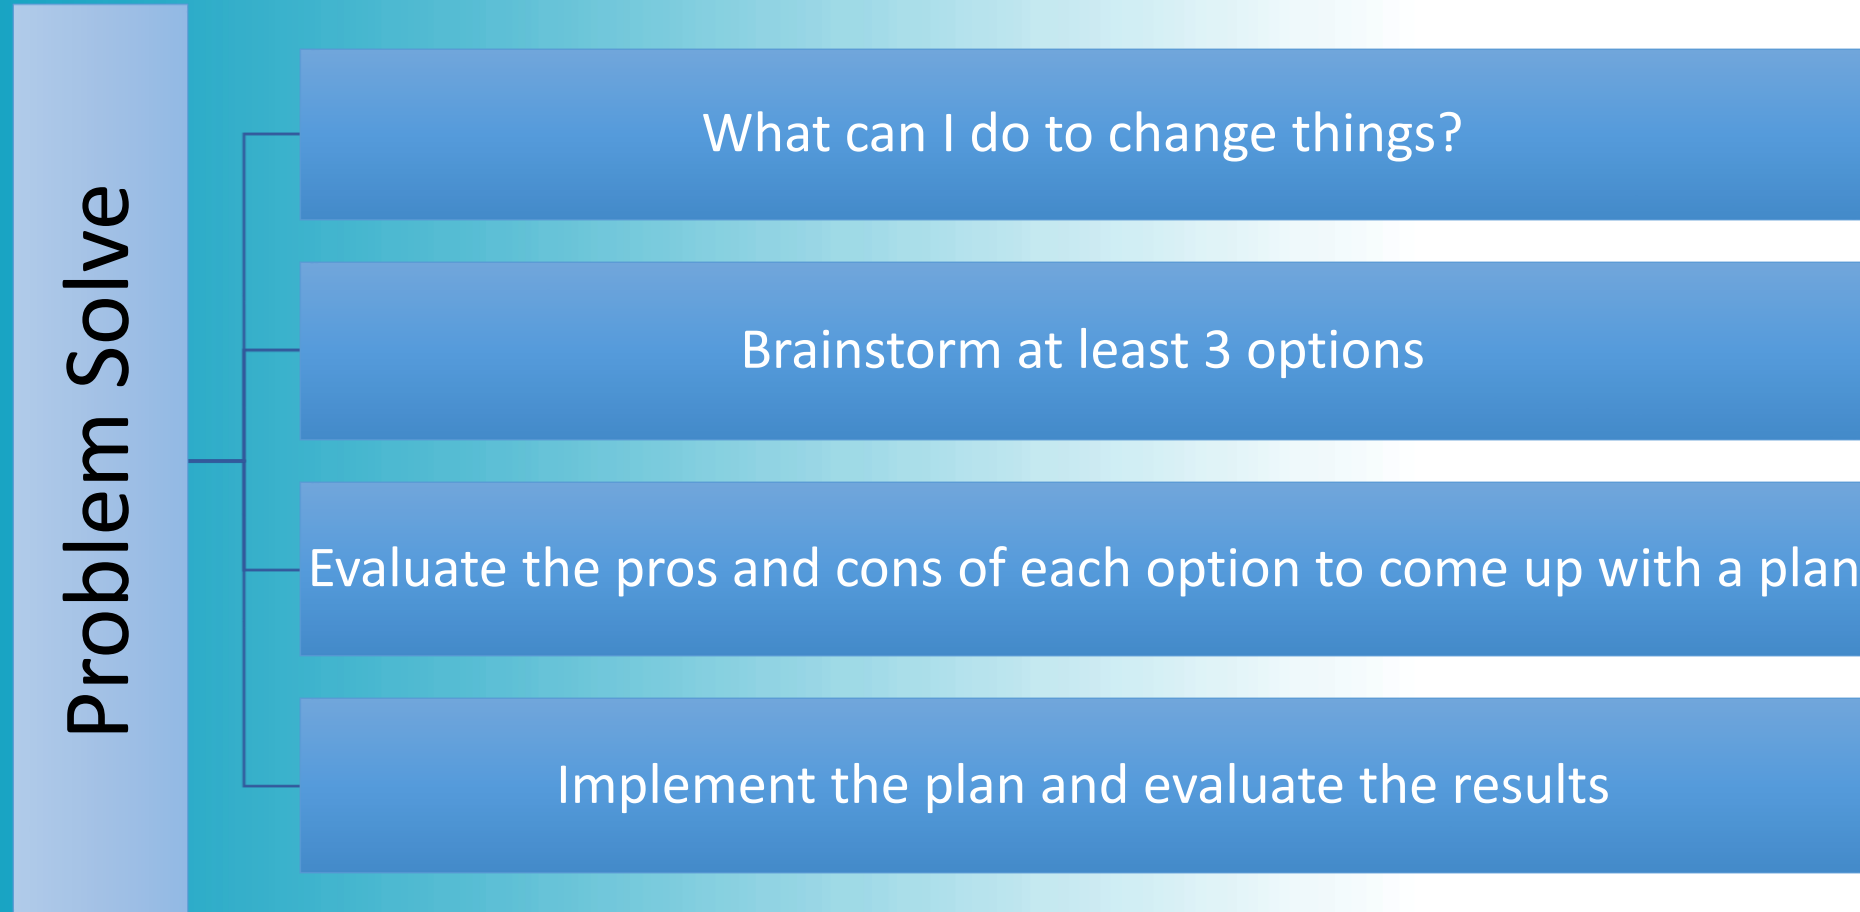 Problem Solve
What can I do to change things?
Brainstorm at least 3 options
Evaluate the pros and cons of each option to come up with a plan
Implement the plan and evaluate the results